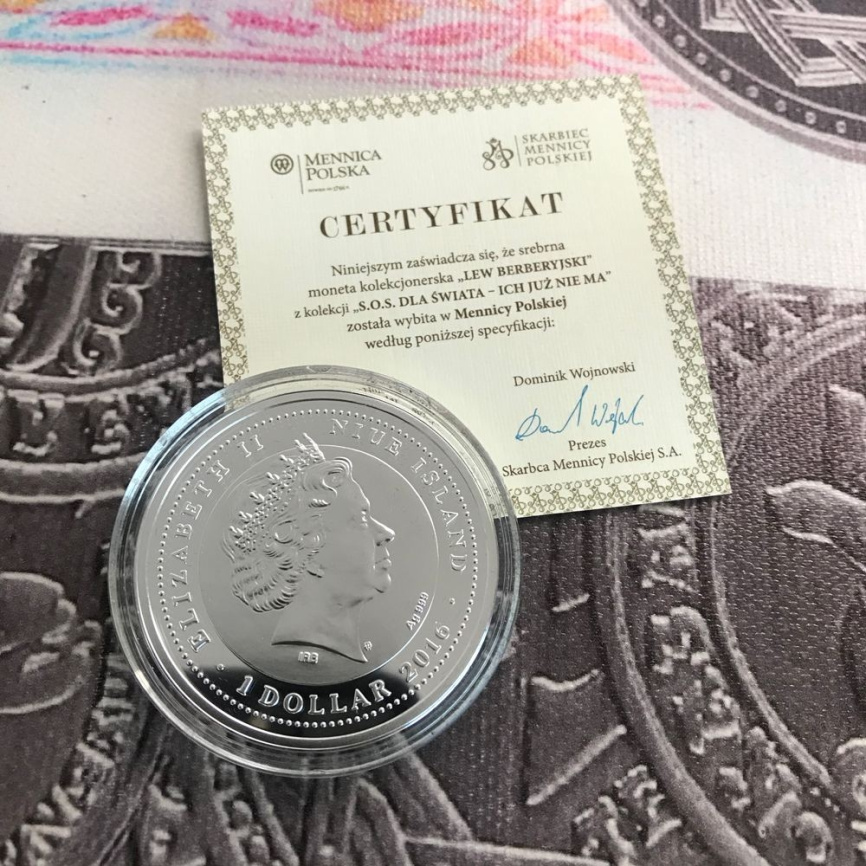 MENNICA
POLSKA
SKARBIEC
MENNICY
POLSKIEJ
CERTYFIKAT
Niniejszym zaświadcza się, że srebrna
moneta kolekcjonerska „LEW BERBERYJSKI”
z kolekcji „S.O.S. DLA ŚWIATA – ICH JUŻ NIE MA”
została wybita w Mennicy Polskiej
według poniższej specyfikacji:
Dominik Wojnowski
Prezes
Skarbca Mennicy Polskiej S.A.
ELIZABETH II NIUE ISLAND
Ag 999
IRB
1 DOLLAR 2016